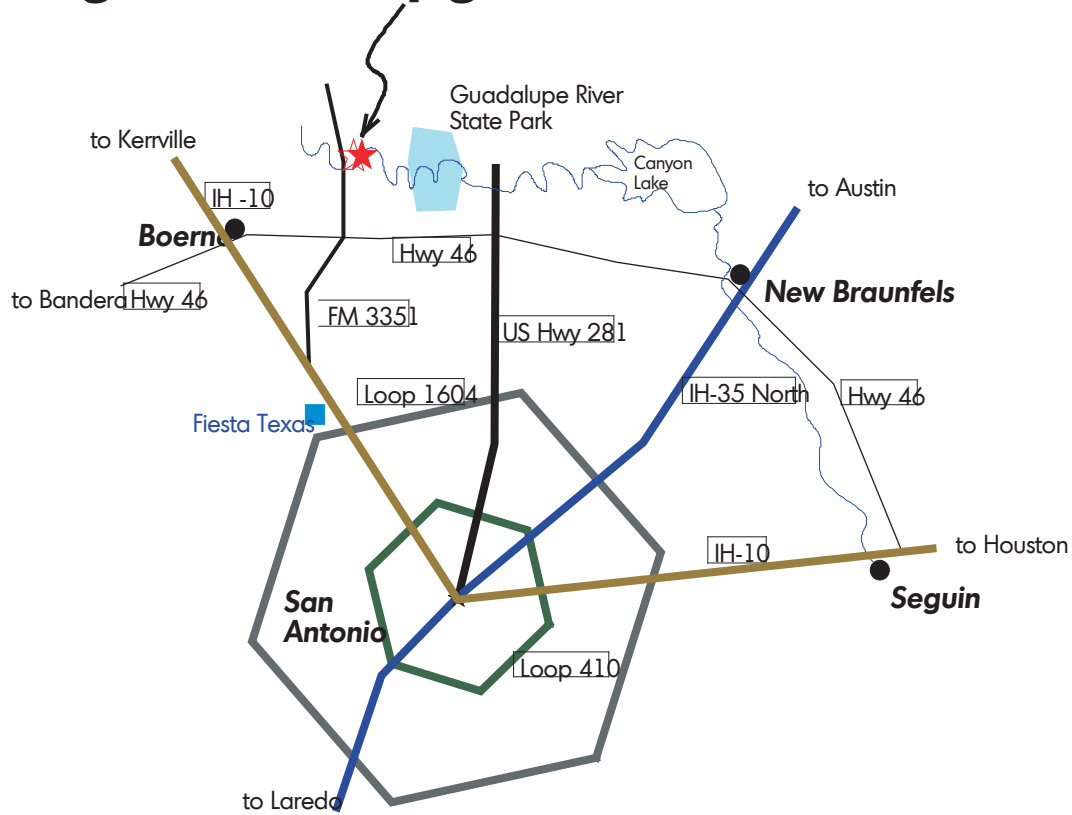 Guadalupe River
State Park
to Kerrville
Canyon
Lake
to Austin
IH -10
Boerne
Hwy 46
to Bandera
Hwy 46
New Braunfels
FM 3351
US Hwy 281
Loop 1604
IH-35 North
Hwy 46
Fiesta Texas
IH-10
to Houston
Seguin
San
Antonio
Loop 410
to Laredo